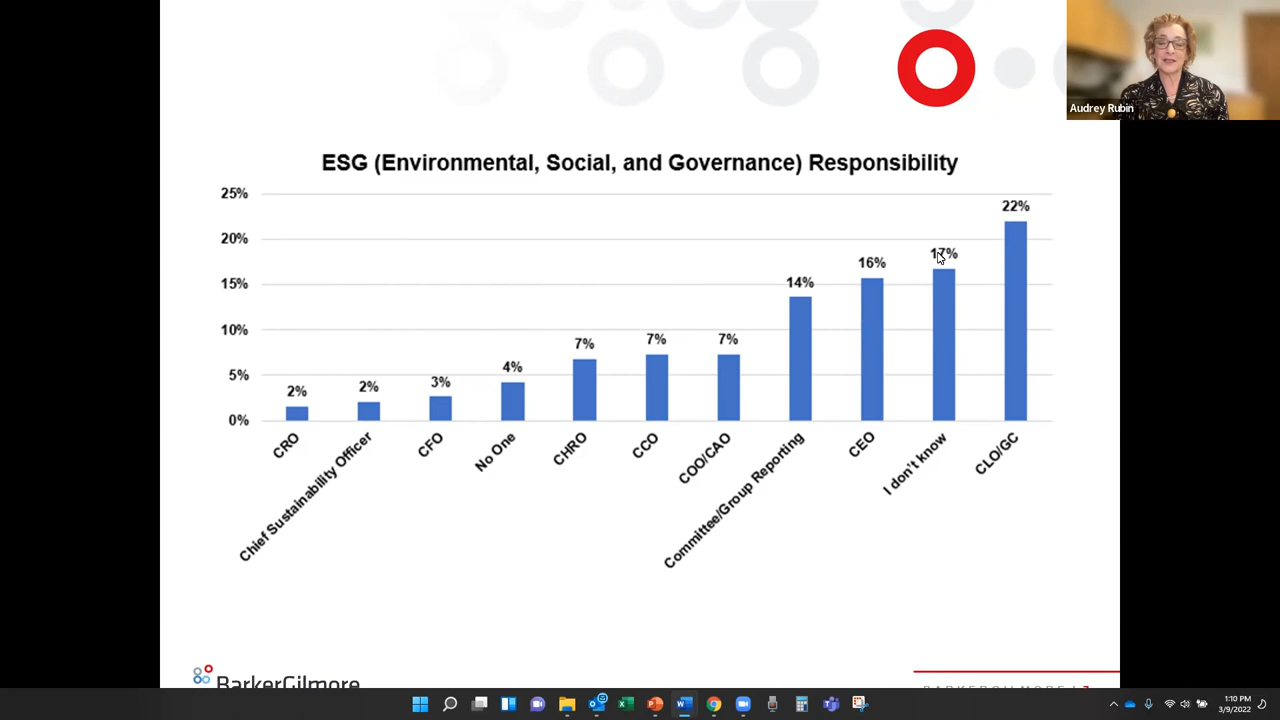 Audrey Rubin
ESG (Environmental, Social, and Governance) Responsibility
25%
20%
15%
10%
5%
0%
2%
2%
3%
4%
7%
7%
7%
14%
16%
17%
22%
CRO
Chief Sustainability Officer
CFO
No One
CHRO
CCO
COO/CAO
Committee/Group Reporting
CEO
I don't know
CLO/GC
BarkerGilmore
1:10 PM
3/9/2022